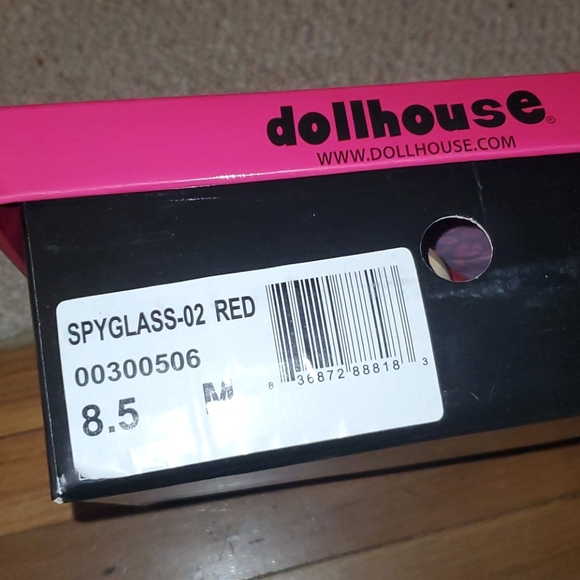 dollhouse®
WWW.DOLLHOUSE.COM
SPYGLASS-02 RED
00300506
8.5 M
8 36872 88818 3